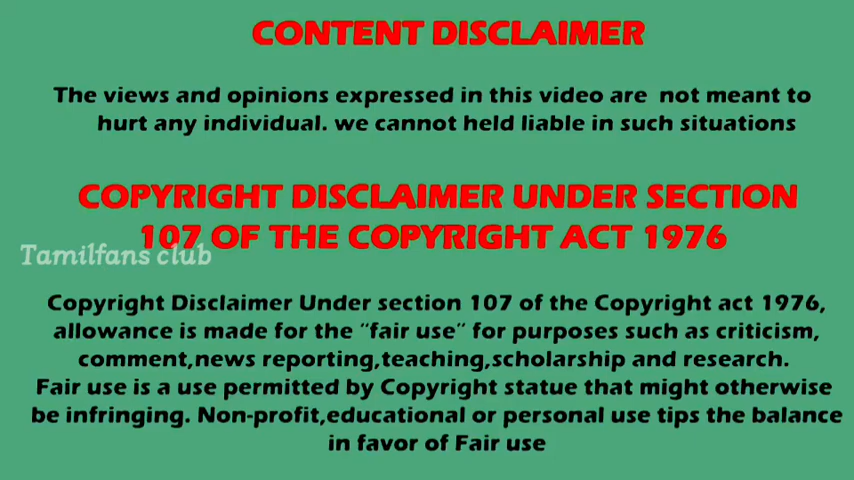 CONTENT DISCLAIMER
The views and opinions expressed in this video are not meant to
hurt any individual. we cannot held liable in such situations
COPYRIGHT DISCLAIMER UNDER SECTION
107 OF THE COPYRIGHT ACT 1976
Tamilfans club
Copyright Disclaimer Under section 107 of the Copyright act 1976,
allowance is made for the "fair use" for purposes such as criticism,
comment,news reporting,teaching,scholarship and research.
Fair use is a use permitted by Copyright statue that might otherwise
be infringing. Non-profit,educational or personal use tips the balance
in favor of Fair use